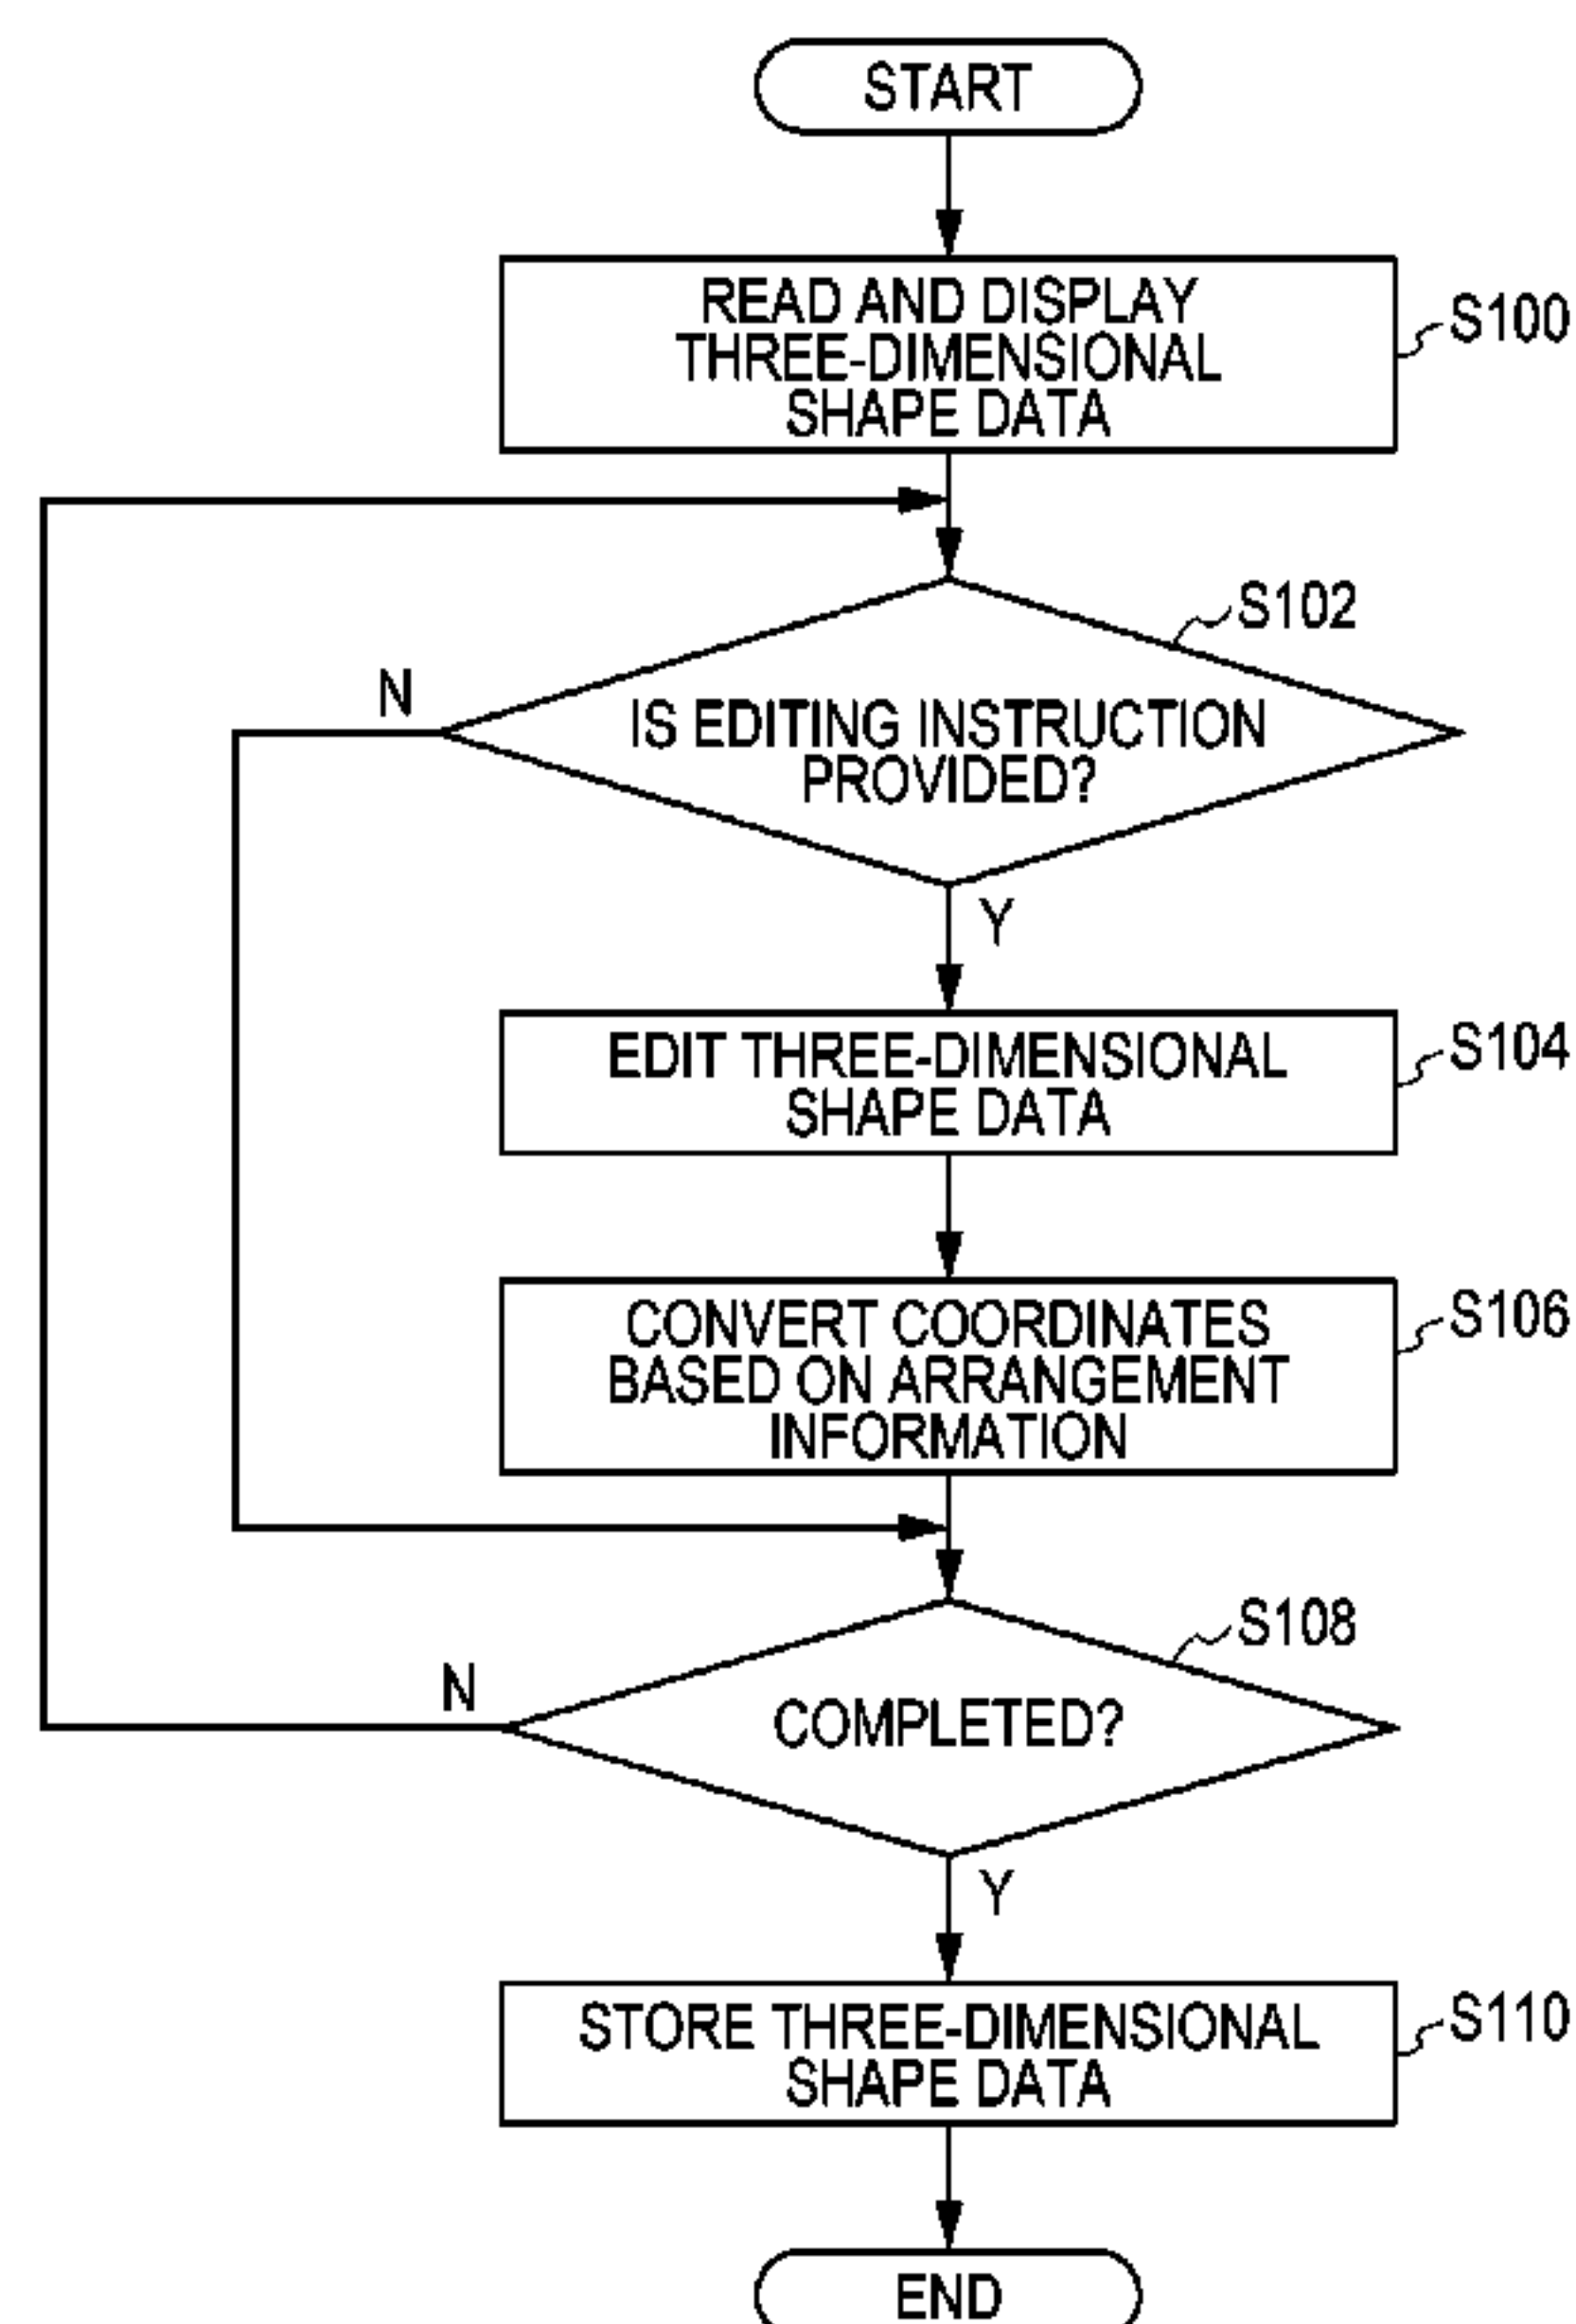 START
READ AND DISPLAY
THREE-DIMENSIONAL
SHAPE DATA
S100
S102
N
IS EDITING INSTRUCTION
PROVIDED?
Y
EDIT THREE-DIMENSIONAL
SHAPE DATA
S104
CONVERT COORDINATES
BASED ON ARRANGEMENT
INFORMATION
S106
S108
N
COMPLETED?
Y
STORE THREE-DIMENSIONAL
SHAPE DATA
S110
END